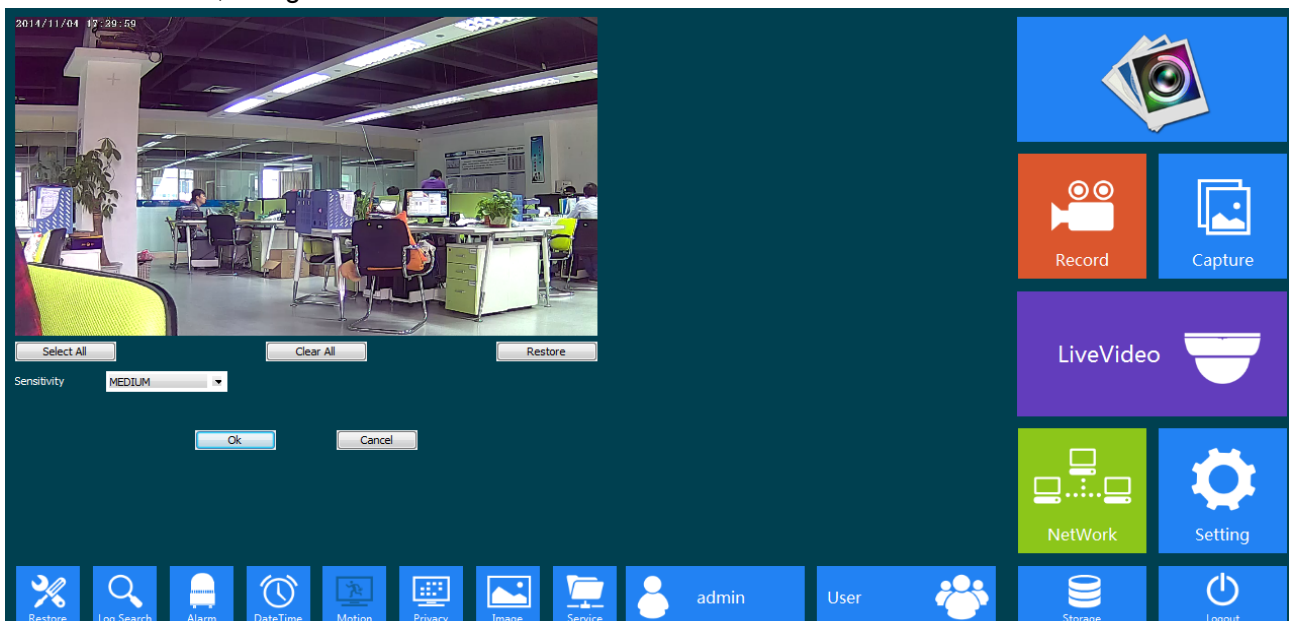 2014/11/04 17:39:59
Select All
Clear All
Restore
Sensitivity
MEDIUM
Ok
Cancel
Record
Capture
LiveVideo
NetWork
Setting
Restore
Log Search
Alarm
DateTime
Motion
Privacy
Image
Service
admin
User
Storage
Logout